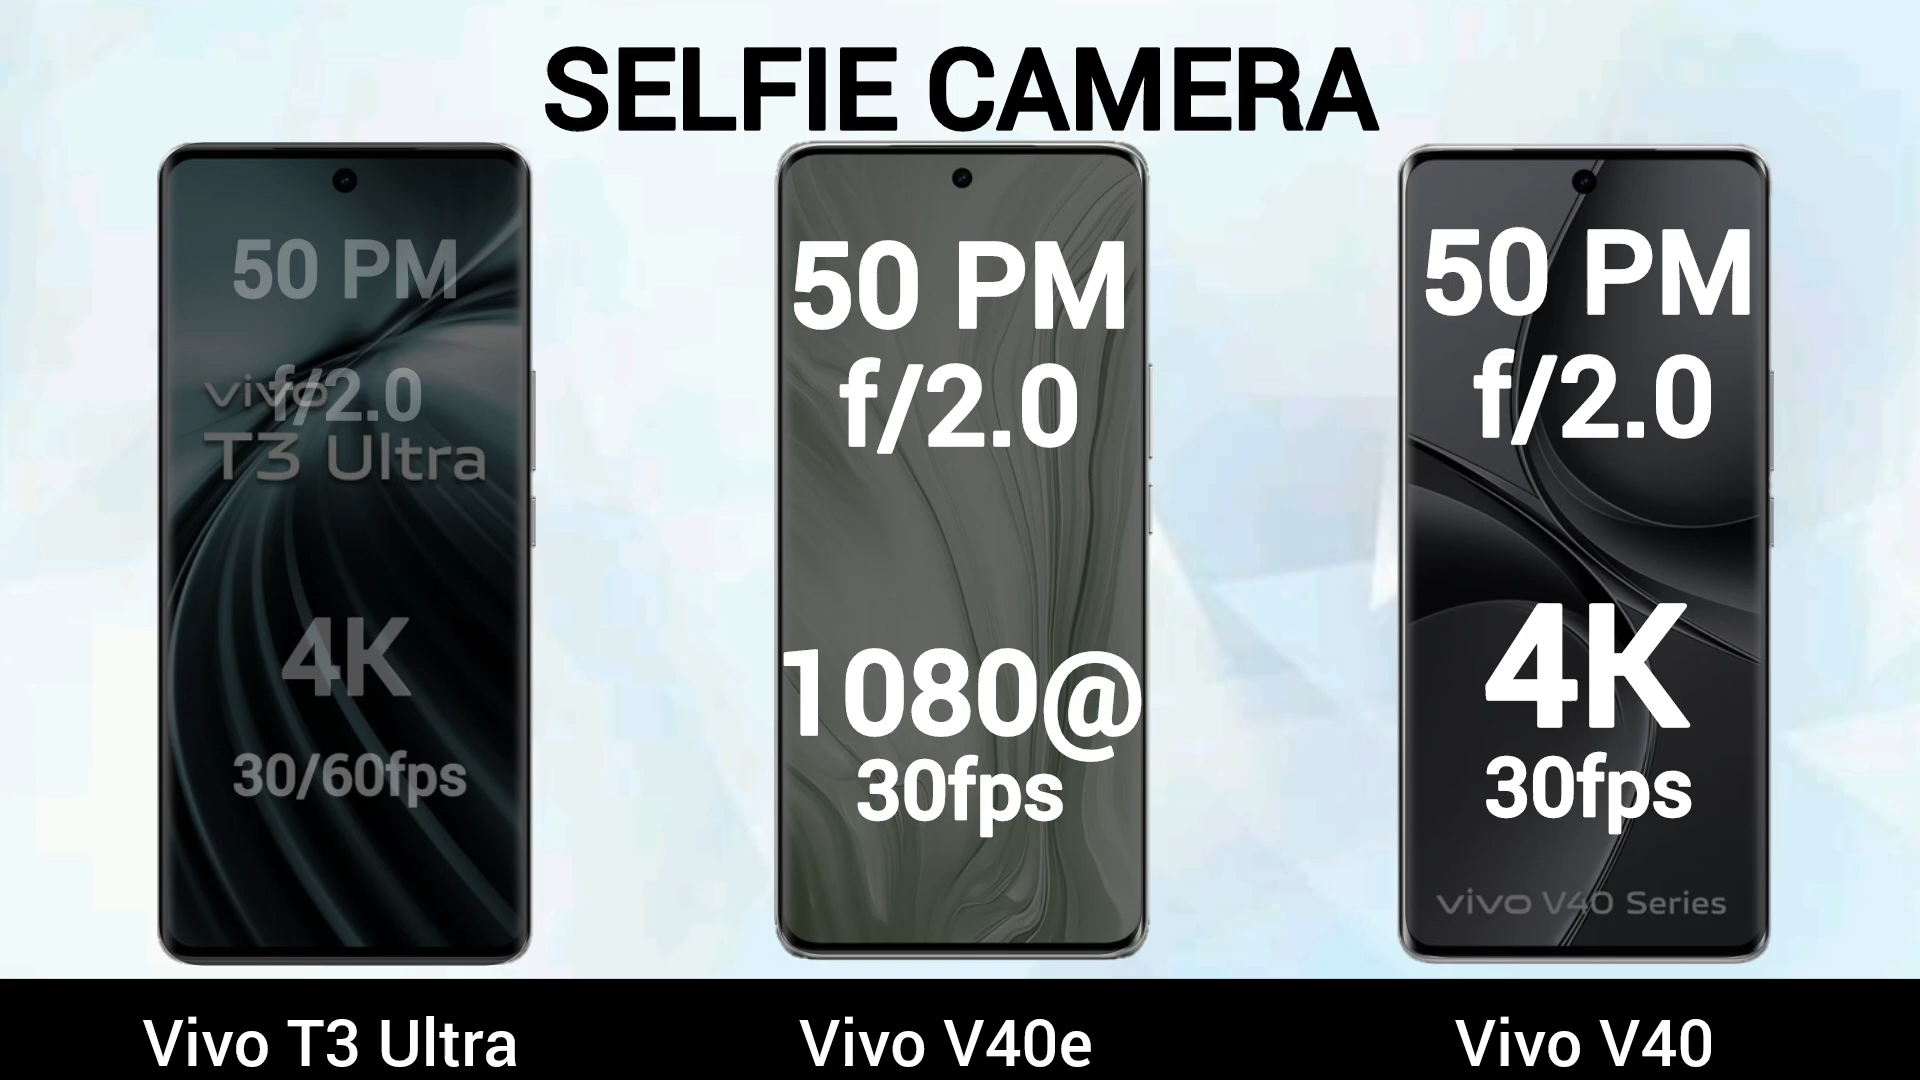 SELFIE CAMERA
50 PM
f/2.0
vivo
T3 Ultra
4K
30/60fps
50 PM
f/2.0
1080@
30fps
50 PM
f/2.0
4K
30fps
vivo V40 Series
Vivo T3 Ultra
Vivo V40e
Vivo V40